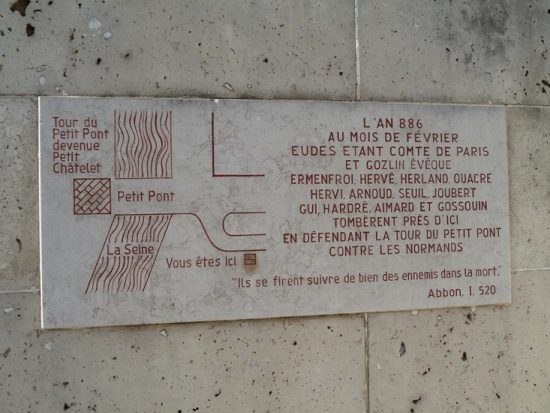 Tour du
Petit Pont
devenue
Petit
Châtelet
Petit Pont
La Seine
Vous êtes ici
L'AN 886
AU MOIS DE FÉVRIER
EUDES ETANT COMTE DE PARIS
ET GOZLIN ÉVÊQUE
ERMENFROI, HERVÉ, HERLAND, OUACRE
HERVI, ARNOUD, SEUIL, JOUBERT
GUI, HARDRÉ, AIMARD ET GOSSOUIN
TOMBÈRENT PRÉS D'ICI
EN DÉFENDANT LA TOUR DU PETIT PONT
CONTRE LES NORMANDS
"Ils se firent suivre de bien des ennemis dans la mort."
Abbon, I. 520